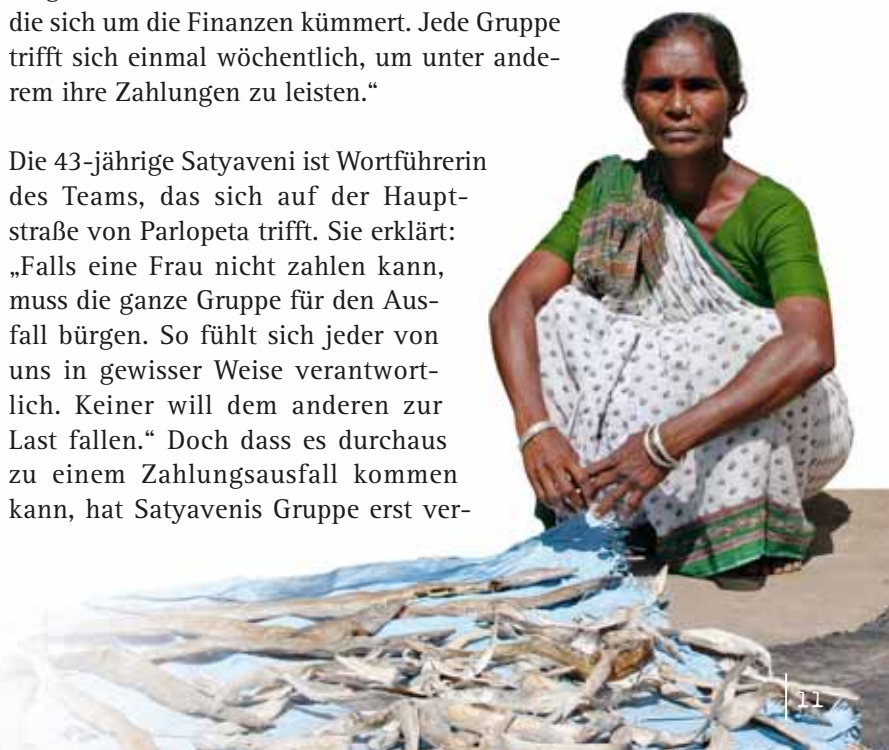 die sich um die Finanzen kümmert. Jede Gruppe
trifft sich einmal wöchentlich, um unter ande-
rem ihre Zahlungen zu leisten.“
Die 43-jährige Satyaveni ist Wortführerin
des Teams, das sich auf der Haupt-
straße von Parlopeta trifft. Sie erklärt:
„Falls eine Frau nicht zahlen kann,
muss die ganze Gruppe für den Aus-
fall bürgen. So fühlt sich jeder von
uns in gewisser Weise verantwort-
lich. Keiner will dem anderen zur
Last fallen.“ Doch dass es durchaus
zu einem Zahlungsausfall kommen
kann, hat Satyavenis Gruppe erst ver-
11